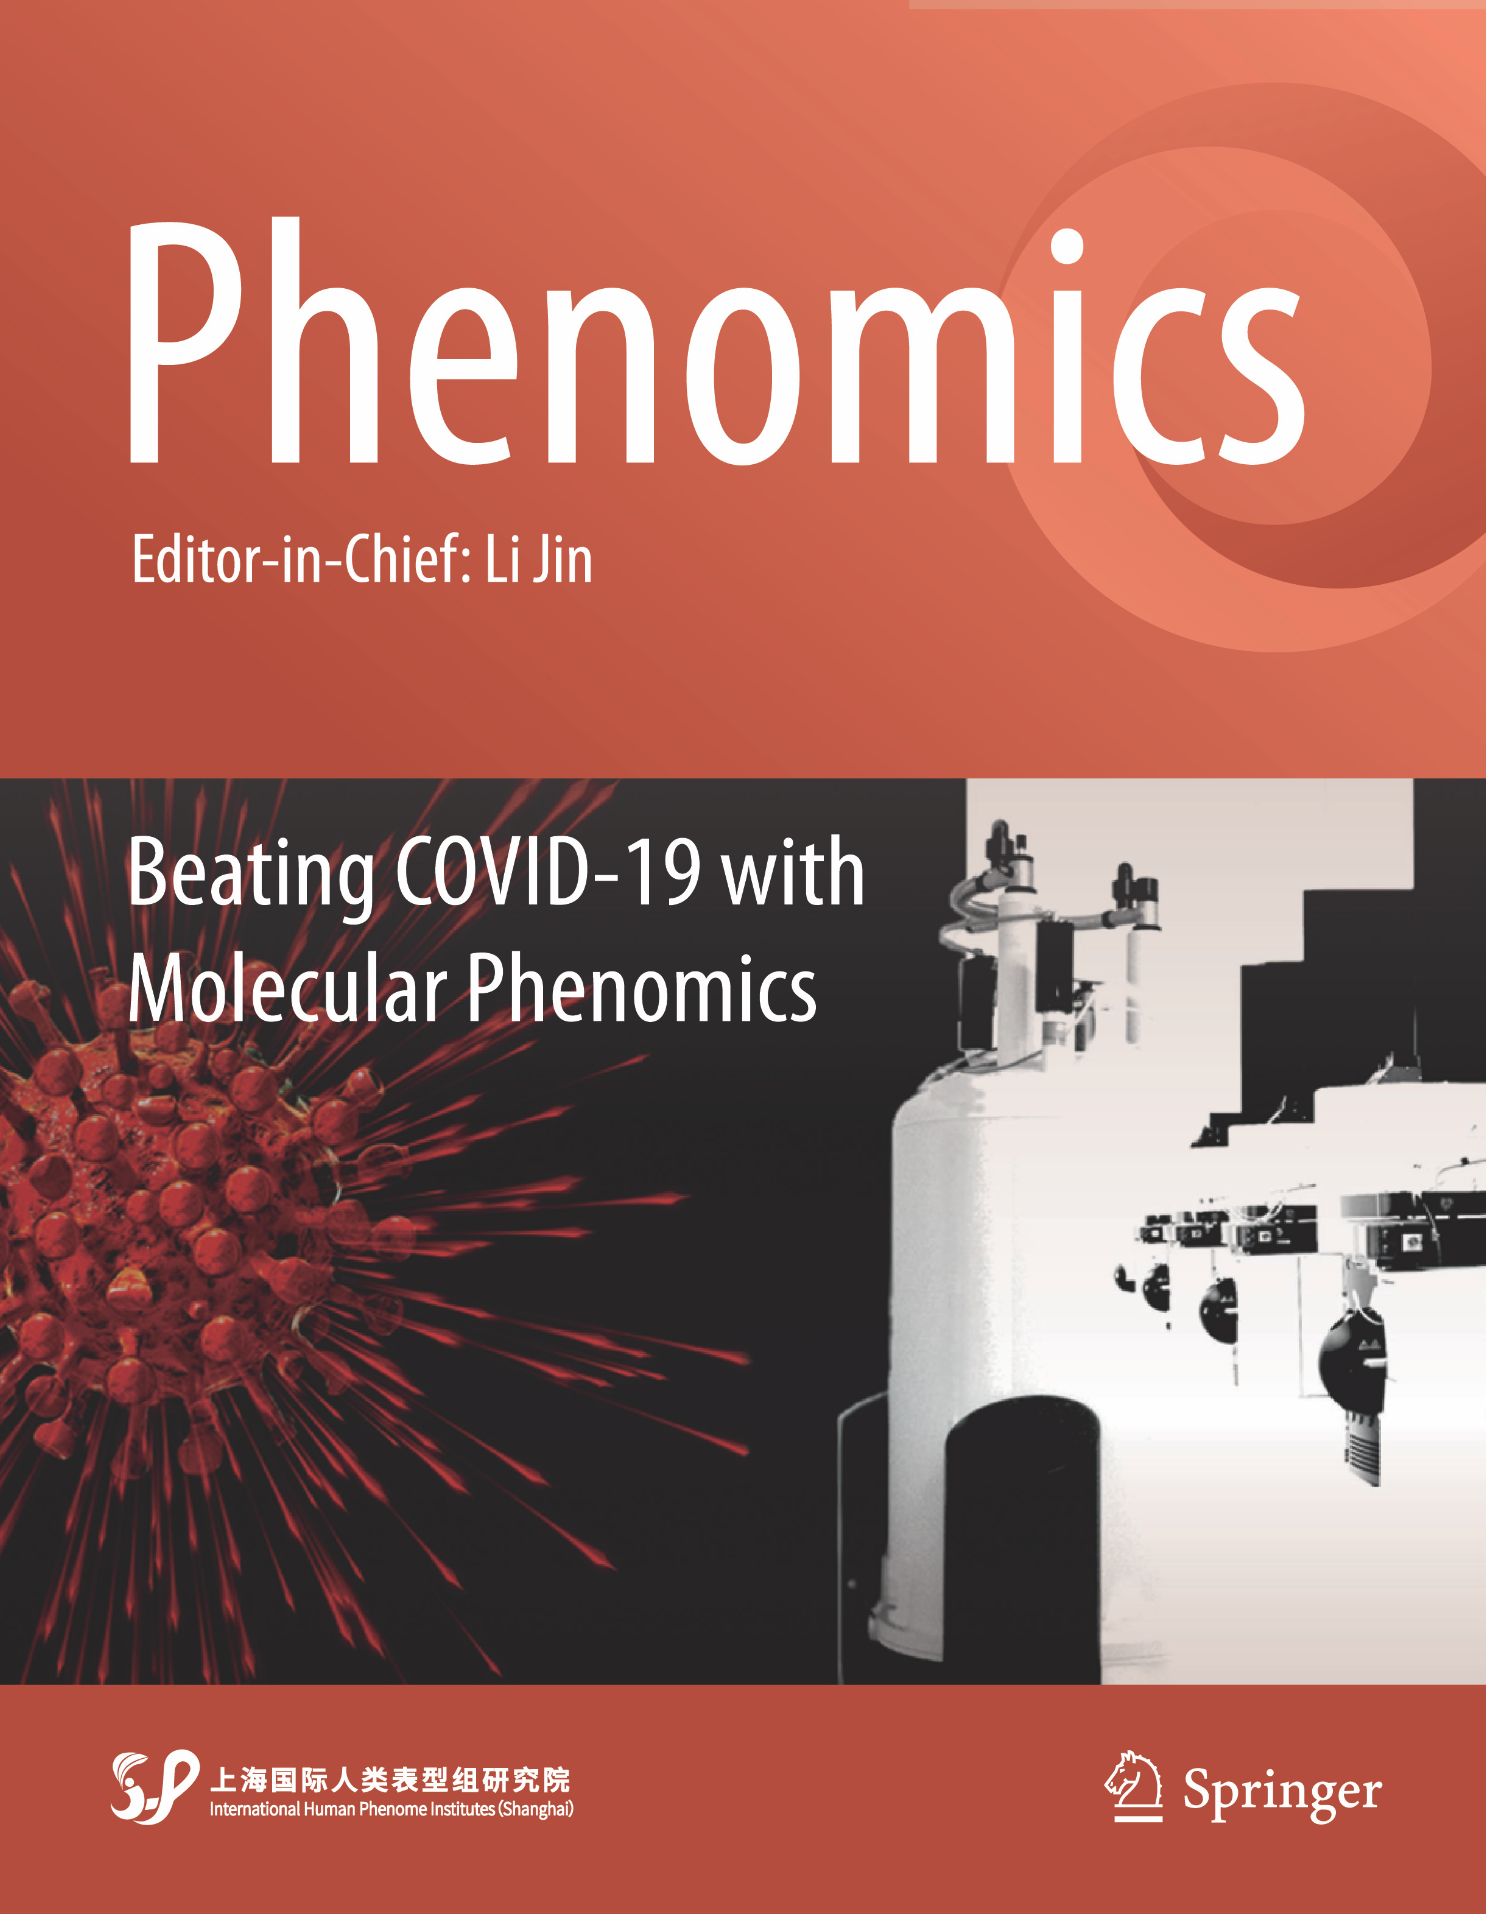 Phenomics
Editor-in-Chief: Li Jin
Beating COVID-19 with
Molecular Phenomics
上海国际人类表型组研究院
International Human Phenome Institutes (Shanghai)
Springer